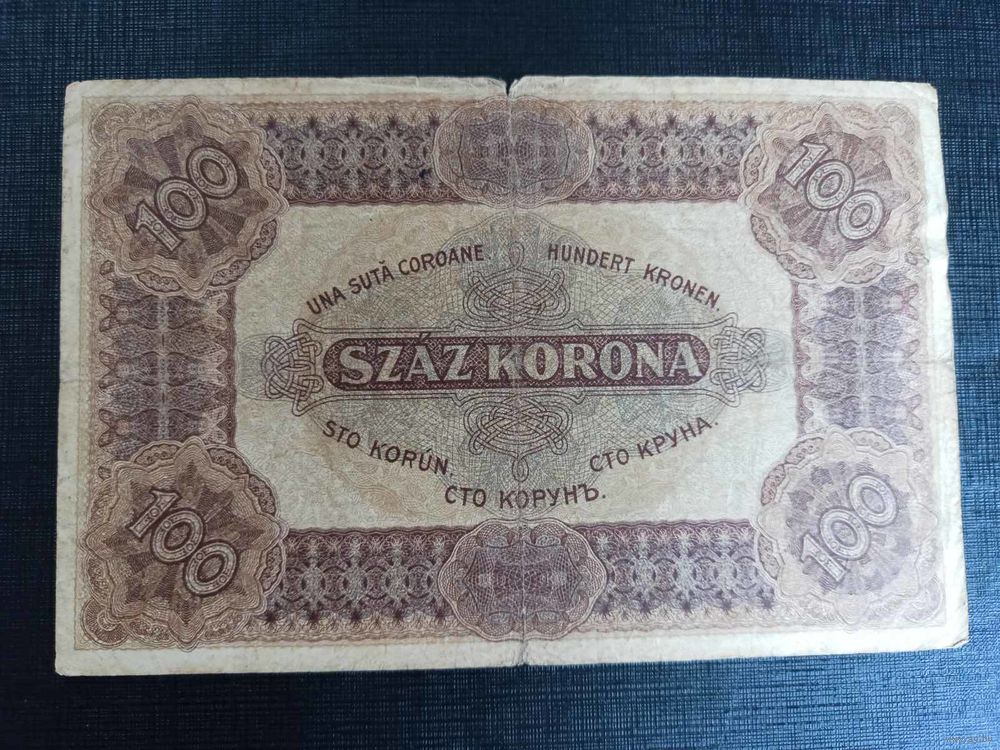 100
100
UNA SUTĂ COROANE.
HUNDERT KRONEN.
SZÁZ KORONA
STO KORÚN.
СТО КРУНА.
СТО КОРУНЪ.
100
100